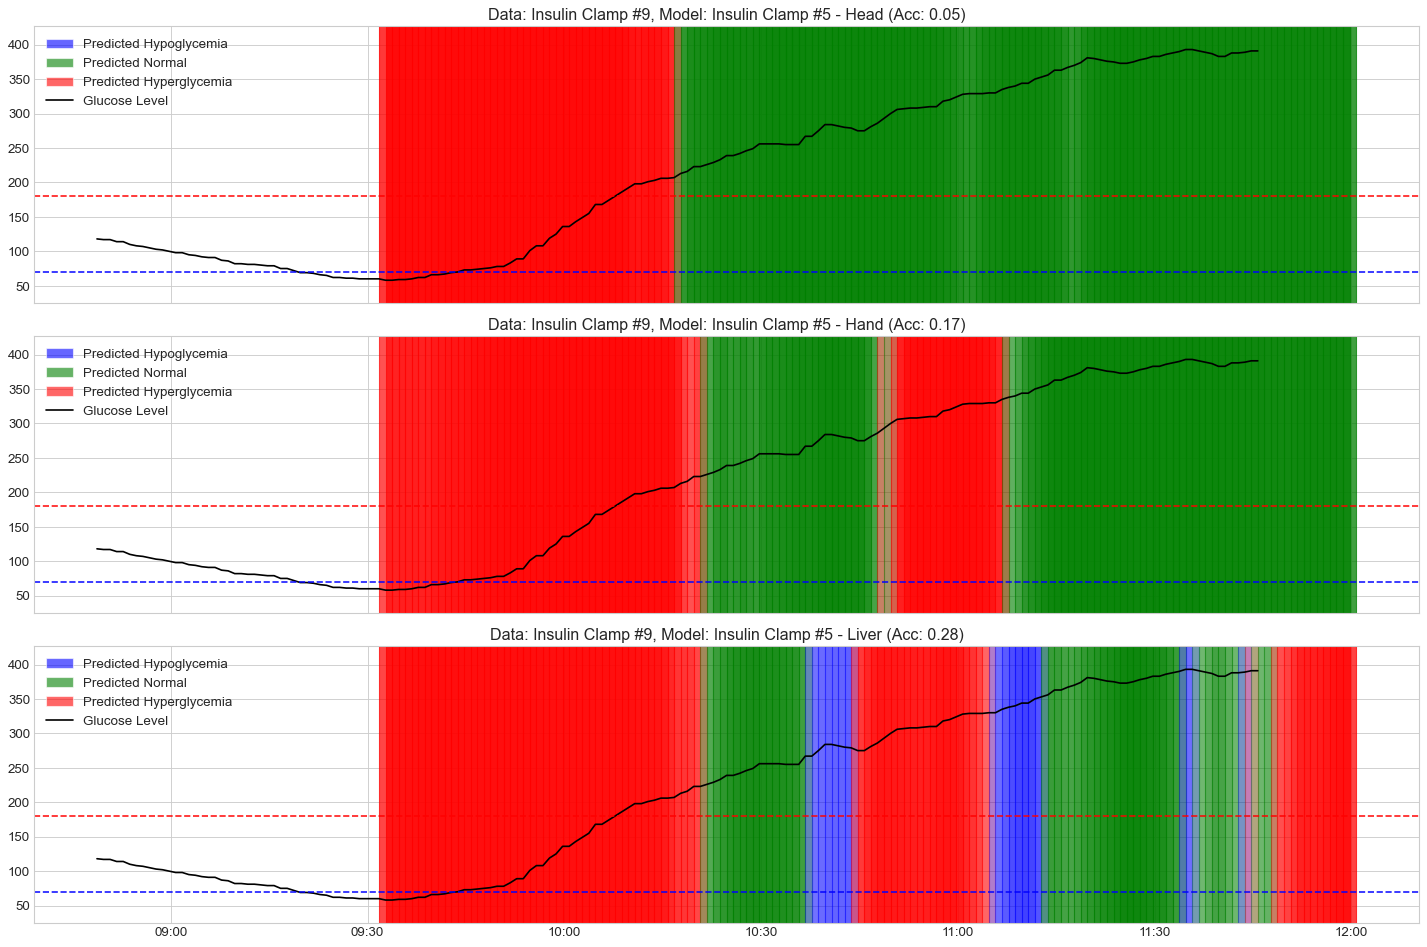 Data: Insulin Clamp #9, Model: Insulin Clamp #5 - Head (Acc: 0.05)
400
350
300
250
200
150
100
50
Predicted Hypoglycemia
Predicted Normal
Predicted Hyperglycemia
Glucose Level
Data: Insulin Clamp #9, Model: Insulin Clamp #5 - Hand (Acc: 0.17)
400
350
300
250
200
150
100
50
Predicted Hypoglycemia
Predicted Normal
Predicted Hyperglycemia
Glucose Level
Data: Insulin Clamp #9, Model: Insulin Clamp #5 - Liver (Acc: 0.28)
400
350
300
250
200
150
100
50
Predicted Hypoglycemia
Predicted Normal
Predicted Hyperglycemia
Glucose Level
09:00 09:30 10:00 10:30 11:00 11:30 12:00